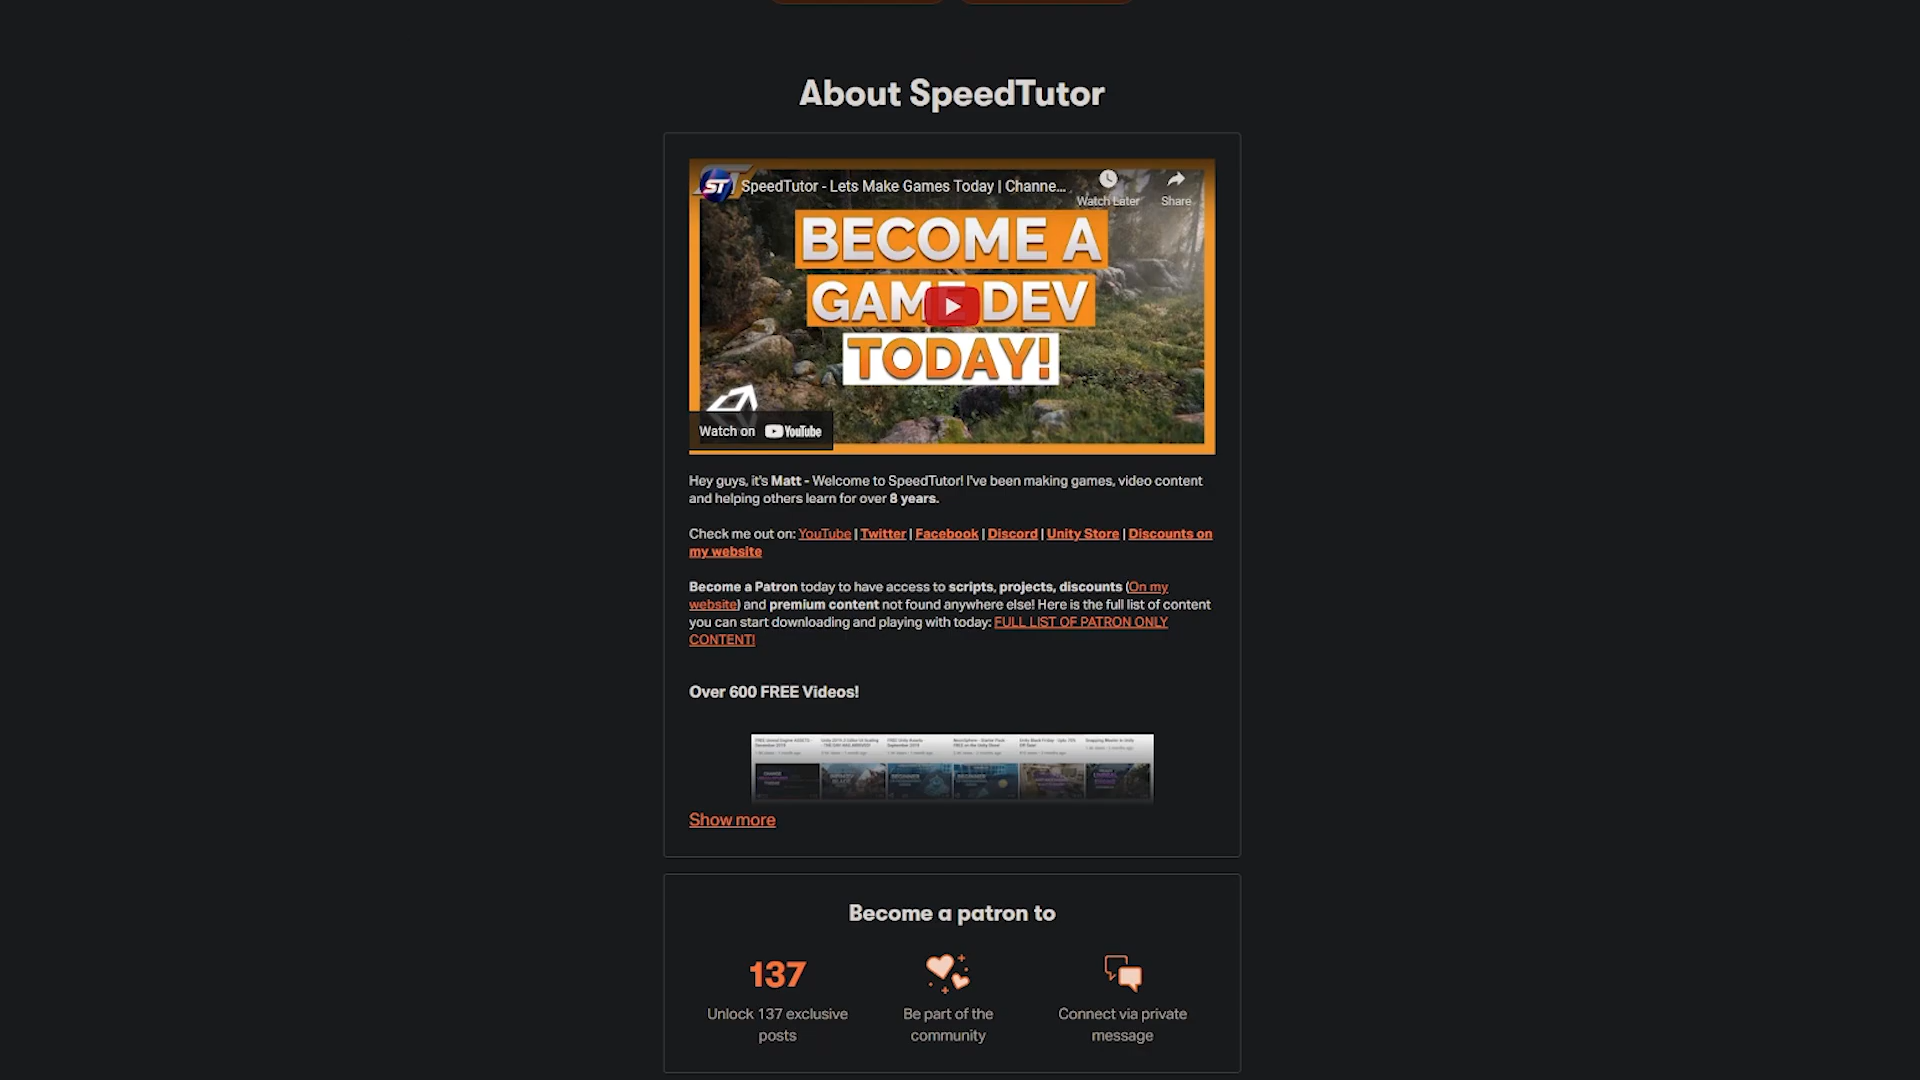 About SpeedTutor
ST
SpeedTutor - Lets Make Games Today | Channe...
Watch Later
Share
BECOME A
GAME DEV
TODAY!
Watch on YouTube
Hey guys, it's Matt - Welcome to SpeedTutor! I've been making games, video content
and helping others learn for over 8 years.
Check me out on: YouTube | Twitter | Facebook | Discord | Unity Store | Discounts on
my website
Become a Patron today to have access to scripts, projects, discounts (On my
website) and premium content not found anywhere else! Here is the full list of content
you can start downloading and playing with today: FULL LIST OF PATRON ONLY
CONTENT!
Over 600 FREE Videos!
Show more
Become a patron to
137
Unlock 137 exclusive
posts
Be part of the
community
Connect via private
message